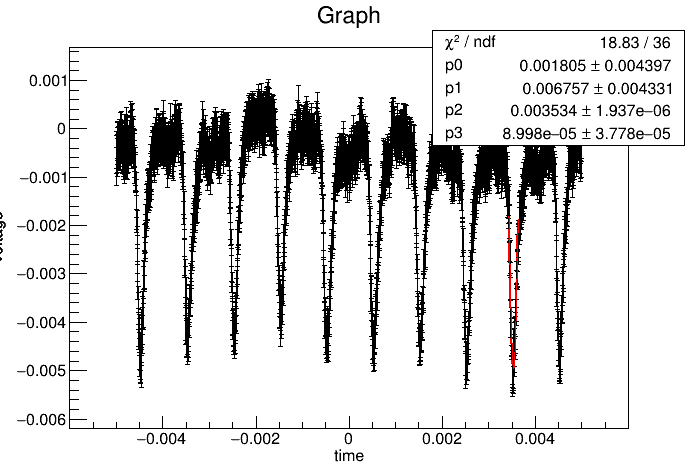 Graph
χ² / ndf 18.83 / 36
p0 0.001805 ± 0.004397
p1 0.006757 ± 0.004331
p2 0.003534 ± 1.937e−06
p3 8.998e−05 ± 3.778e−05
0.001
0
−0.001
−0.002
−0.003
−0.004
−0.005
−0.006
−0.004 −0.002 0 0.002 0.004
time